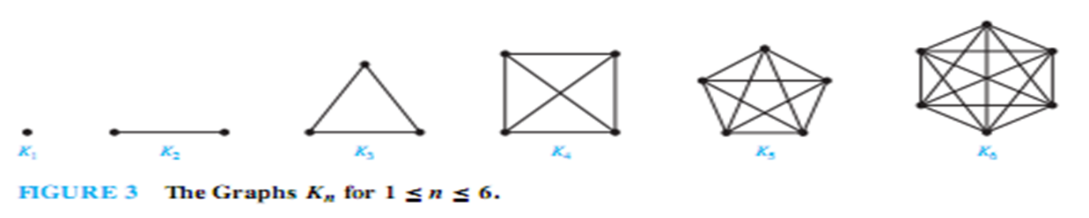 K₁ K₂ K₃ K₄ K₅ K₆
FIGURE 3 The Graphs Kₙ for 1 ≤ n ≤ 6.